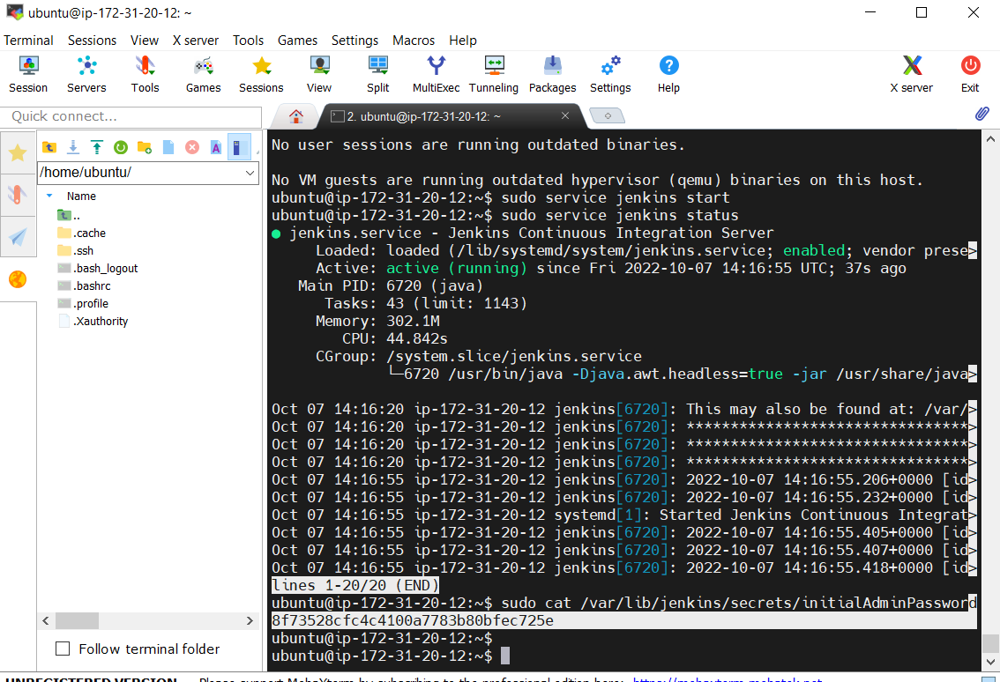 ubuntu@ip-172-31-20-12: ~
Terminal Sessions View X server Tools Games Settings Macros Help
Session Servers Tools Games Sessions View Split MultiExec Tunneling Packages Settings Help X server Exit
Quick connect...
2. ubuntu@ip-172-31-20-12: ~
/home/ubuntu/
Name
..
.cache
.ssh
.bash_logout
.bashrc
.profile
.Xauthority
Follow terminal folder
No user sessions are running outdated binaries.
No VM guests are running outdated hypervisor (qemu) binaries on this host.
ubuntu@ip-172-31-20-12:~$ sudo service jenkins start
ubuntu@ip-172-31-20-12:~$ sudo service jenkins status
● jenkins.service - Jenkins Continuous Integration Server
Loaded: loaded (/lib/systemd/system/jenkins.service; enabled; vendor prese>
Active: active (running) since Fri 2022-10-07 14:16:55 UTC; 37s ago
Main PID: 6720 (java)
Tasks: 43 (limit: 1143)
Memory: 302.1M
CPU: 44.842s
CGroup: /system.slice/jenkins.service
└─6720 /usr/bin/java -Djava.awt.headless=true -jar /usr/share/java>
Oct 07 14:16:20 ip-172-31-20-12 jenkins[6720]: This may also be found at: /var/>
Oct 07 14:16:20 ip-172-31-20-12 jenkins[6720]: ********************************>
Oct 07 14:16:20 ip-172-31-20-12 jenkins[6720]: ********************************>
Oct 07 14:16:20 ip-172-31-20-12 jenkins[6720]: ********************************>
Oct 07 14:16:55 ip-172-31-20-12 jenkins[6720]: 2022-10-07 14:16:55.206+0000 [id>
Oct 07 14:16:55 ip-172-31-20-12 jenkins[6720]: 2022-10-07 14:16:55.232+0000 [id>
Oct 07 14:16:55 ip-172-31-20-12 systemd[1]: Started Jenkins Continuous Integrat>
Oct 07 14:16:55 ip-172-31-20-12 jenkins[6720]: 2022-10-07 14:16:55.405+0000 [id>
Oct 07 14:16:55 ip-172-31-20-12 jenkins[6720]: 2022-10-07 14:16:55.407+0000 [id>
Oct 07 14:16:55 ip-172-31-20-12 jenkins[6720]: 2022-10-07 14:16:55.418+0000 [id>
lines 1-20/20 (END)
ubuntu@ip-172-31-20-12:~$ sudo cat /var/lib/jenkins/secrets/initialAdminPassword
8f73528cfc4c4100a7783b80bfec725e
ubuntu@ip-172-31-20-12:~$
ubuntu@ip-172-31-20-12:~$
UNREGISTERED VERSION - Please support MobaXterm by subscribing to the professional edition here: https://mobaxterm.mobatek.net